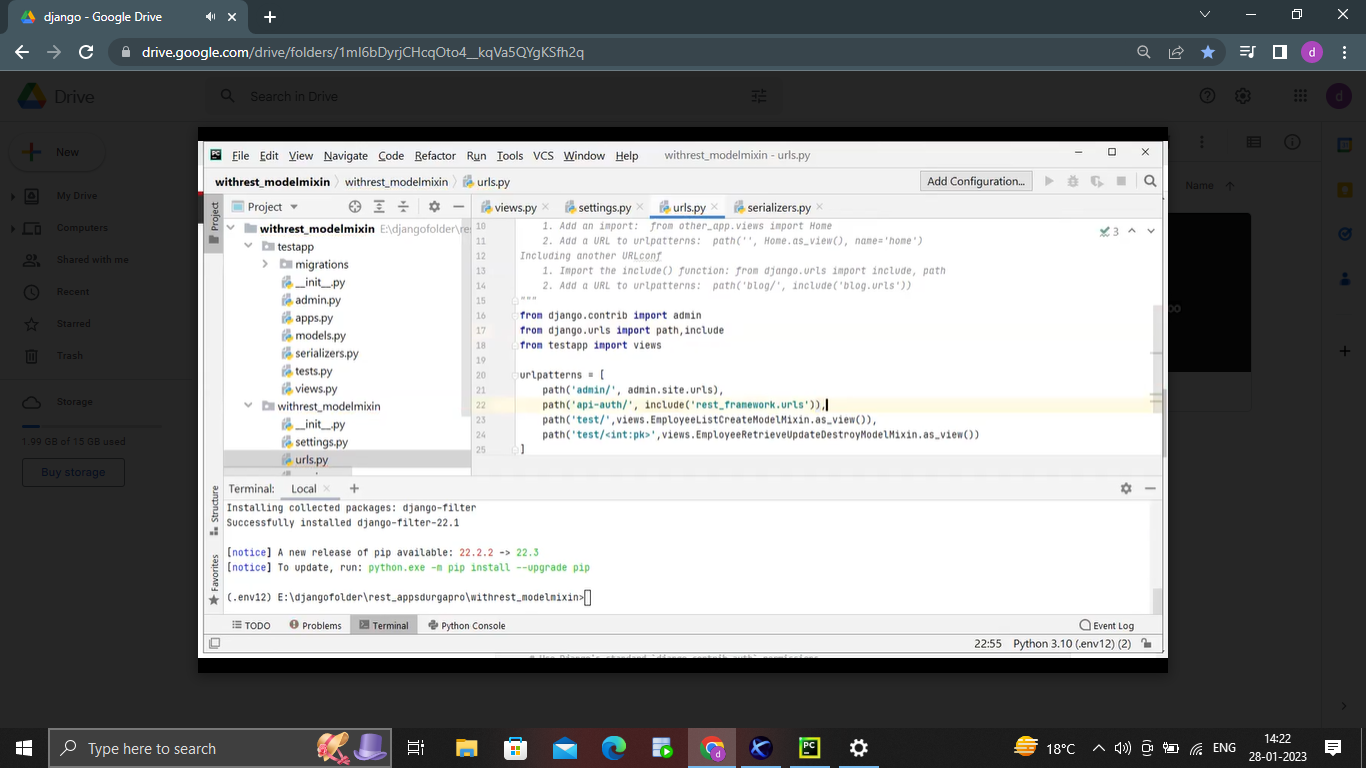 django - Google Drive
drive.google.com/drive/folders/1ml6bDyrjCHcqOto4__kqVa5QYgKSfh2q
d
Drive
Search in Drive
d
New
My Drive
Computers
Shared with me
Recent
Starred
Trash
Storage
1.99 GB of 15 GB used
Buy storage
Name
File Edit View Navigate Code Refactor Run Tools VCS Window Help withrest_modelmixin - urls.py
withrest_modelmixin withrest_modelmixin urls.py
Add Configuration...
Project
Project
views.py settings.py urls.py serializers.py
withrest_modelmixin E:\djangofolder\re
testapp
migrations
__init__.py
admin.py
apps.py
models.py
serializers.py
tests.py
views.py
withrest_modelmixin
__init__.py
settings.py
urls.py
3
10 1. Add an import: from other_app.views import Home
11 2. Add a URL to urlpatterns: path('', Home.as_view(), name='home')
12 Including another URLconf
13 1. Import the include() function: from django.urls import include, path
14 2. Add a URL to urlpatterns: path('blog/', include('blog.urls'))
15 """
16 from django.contrib import admin
17 from django.urls import path,include
18 from testapp import views
19
20 urlpatterns = [
21 path('admin/', admin.site.urls),
22 path('api-auth/', include('rest_framework.urls')),
23 path('test/',views.EmployeeListCreateModelMixin.as_view()),
24 path('test/<int:pk>',views.EmployeeRetrieveUpdateDestroyModelMixin.as_view())
25 ]
Structure
Favorites
Terminal: Local
Installing collected packages: django-filter
Successfully installed django-filter-22.1
[notice] A new release of pip available: 22.2.2 -> 22.3
[notice] To update, run: python.exe -m pip install --upgrade pip
(.env12) E:\djangofolder\rest_appsdurgapro\withrest_modelmixin>
TODO Problems Terminal Python Console
Event Log
22:55 Python 3.10 (.env12) (2)
Type here to search
18°C
ENG
14:22
28-01-2023